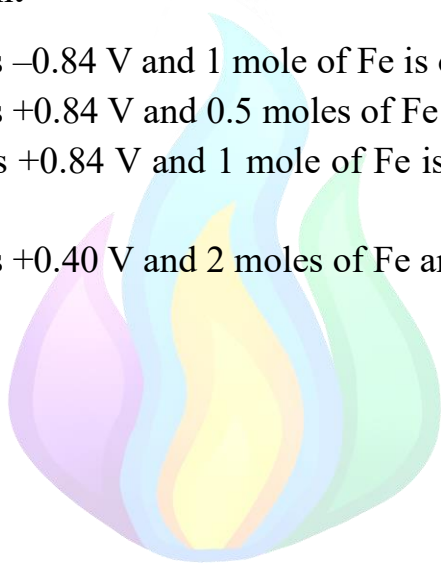 s –0.84 V and 1 mole of Fe is
s +0.84 V and 0.5 moles of Fe
s +0.84 V and 1 mole of Fe is
s +0.40 V and 2 moles of Fe